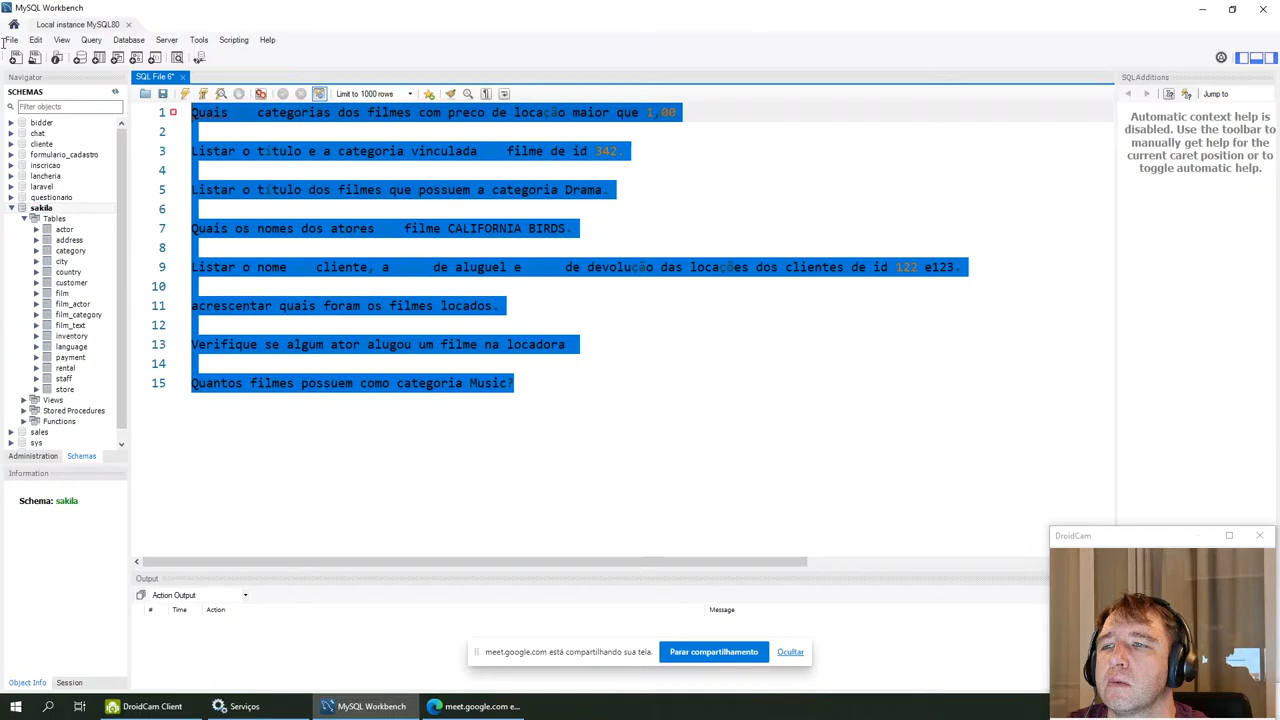 MySQL Workbench
Local instance MySQL80
File Edit View Query Database Server Tools Scripting Help
Navigator
SCHEMAS
Filter objects
bidder
chat
cliente
formulario_cadastro
inscricao
lancheria
laravel
questionario
sakila
Tables
actor
address
category
city
country
customer
film
film_actor
film_category
film_text
inventory
language
payment
rental
staff
store
Views
Stored Procedures
Functions
sales
sys
Administration Schemas
Information
Schema: sakila
Object Info Session
SQL File 6*
Limit to 1000 rows
1 Quais categorias dos filmes com preco de locação maior que 1,00
2
3 Listar o título e a categoria vinculada filme de id 342.
4
5 Listar o título dos filmes que possuem a categoria Drama.
6
7 Quais os nomes dos atores filme CALIFORNIA BIRDS.
8
9 Listar o nome cliente, a de aluguel e de devolução das locações dos clientes de id 122 e123.
10
11 acrescentar quais foram os filmes locados.
12
13 Verifique se algum ator alugou um filme na locadora
14
15 Quantos filmes possuem como categoria Music?
Output
Action Output
# Time Action Message
SQLAdditions
Jump to
Automatic context help is
disabled. Use the toolbar to
manually get help for the
current caret position or to
toggle automatic help.
DroidCam
meet.google.com está compartilhando sua tela. Parar compartilhamento Ocultar
DroidCam Client Serviços MySQL Workbench meet.google.com e...